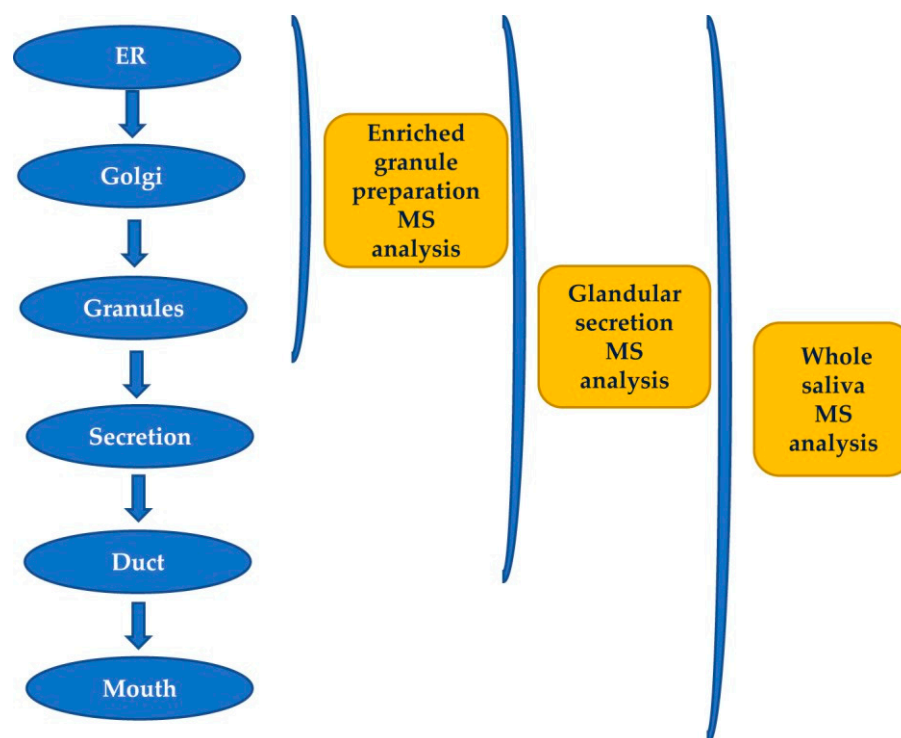 ER
Golgi
Granules
Secretion
Duct
Mouth
Enriched
granule
preparation
MS
analysis
Glandular
secretion
MS
analysis
Whole
saliva
MS
analysis